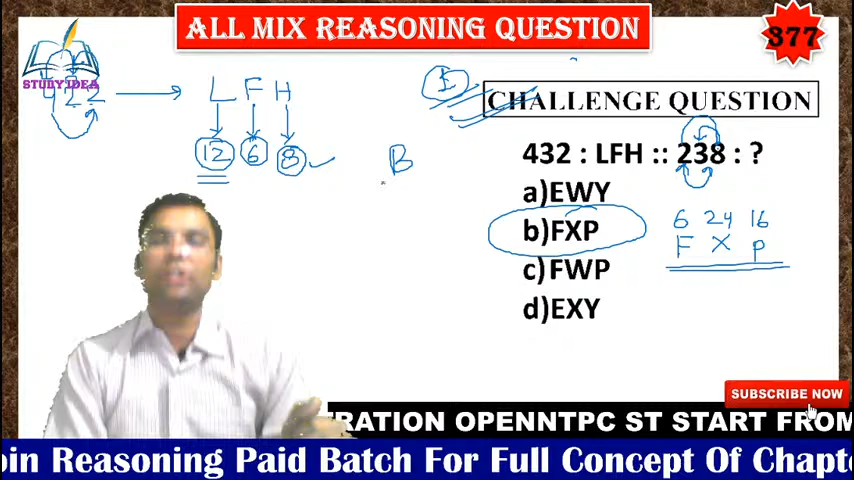 ALL MIX REASONING QUESTION
377
STUDY IDEA
L F H
12 6 8
B
I
CHALLENGE QUESTION
432 : LFH :: 238 : ?
a)EWY
b)FXP
c)FWP
d)EXY
6 24 16
F X P
SUBSCRIBE NOW
RATION OPENNTPC ST START FROM
oin Reasoning Paid Batch For Full Concept Of Chapte